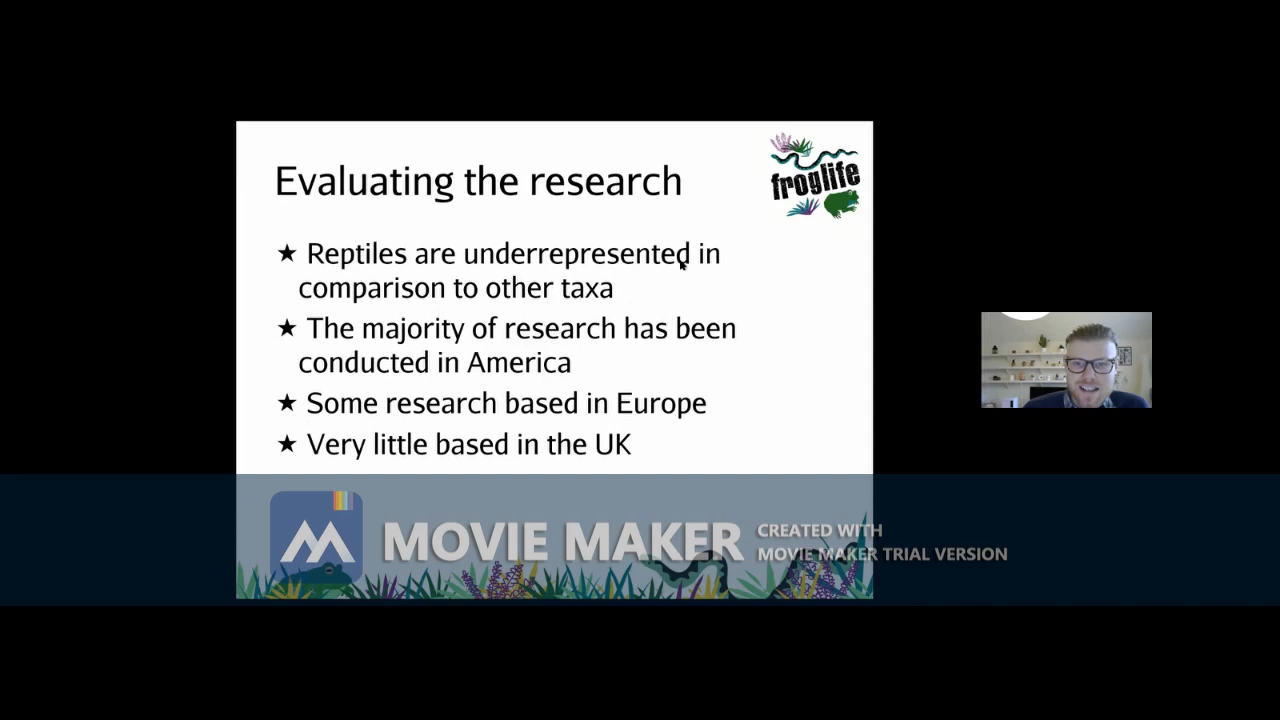 froglife
Evaluating the research
★ Reptiles are underrepresented in
comparison to other taxa
★ The majority of research has been
conducted in America
★ Some research based in Europe
★ Very little based in the UK
MOVIE MAKER
CREATED WITH
MOVIE MAKER TRIAL VERSION